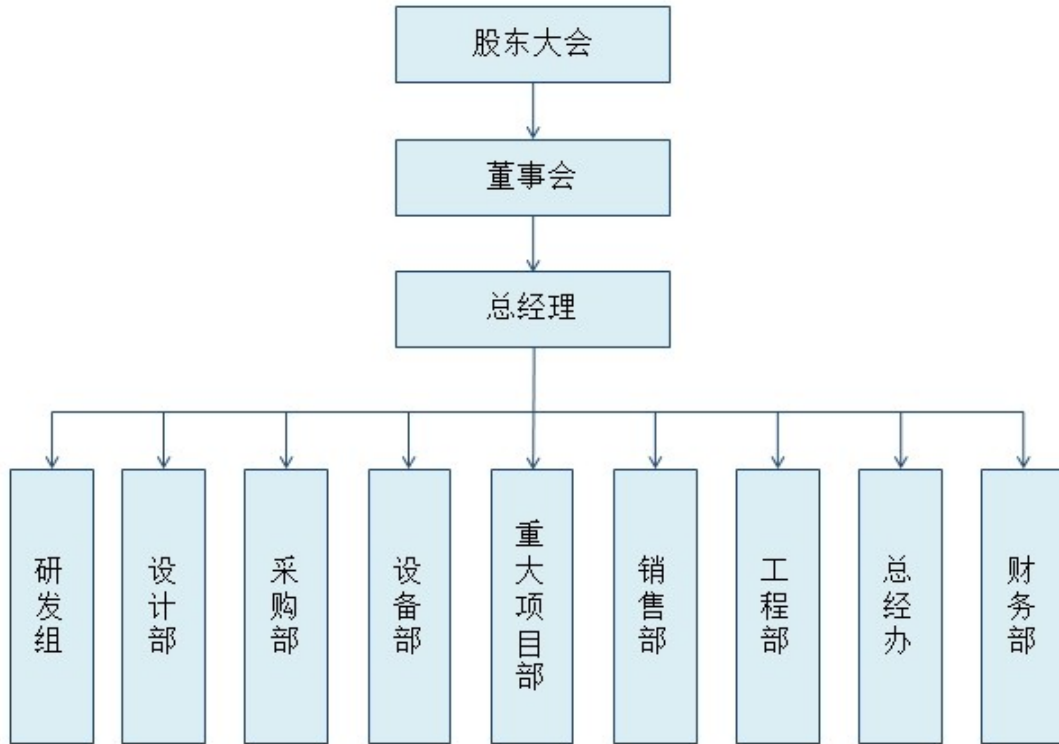 股东大会
董事会
总经理
研发组
设计部
采购部
设备部
重大项目部
销售部
工程部
总经办
财务部